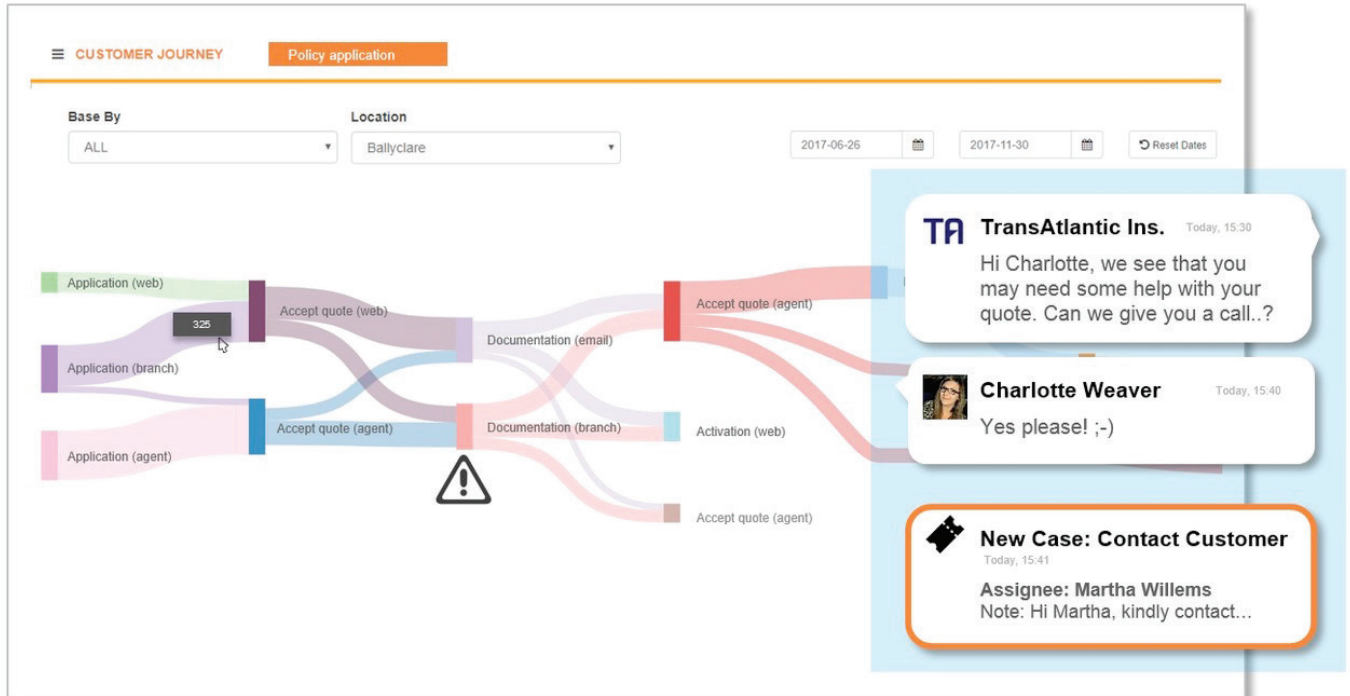 CUSTOMER JOURNEY
Policy application
Base By
Location
ALL
Ballyclare
2017-06-26
2017-11-30
Reset Dates
TA
TransAtlantic Ins.
Today, 15:30
Hi Charlotte, we see that you
may need some help with your
quote. Can we give you a call..?
Application (web)
325
Accept quote (web)
Accept quote (agent)
Documentation (email)
Application (branch)
Charlotte Weaver
Today, 15:40
Yes please! ;-)
Accept quote (agent)
Documentation (branch)
Activation (web)
Application (agent)
Accept quote (agent)
New Case: Contact Customer
Today, 15:41
Assignee: Martha Willems
Note: Hi Martha, kindly contact...